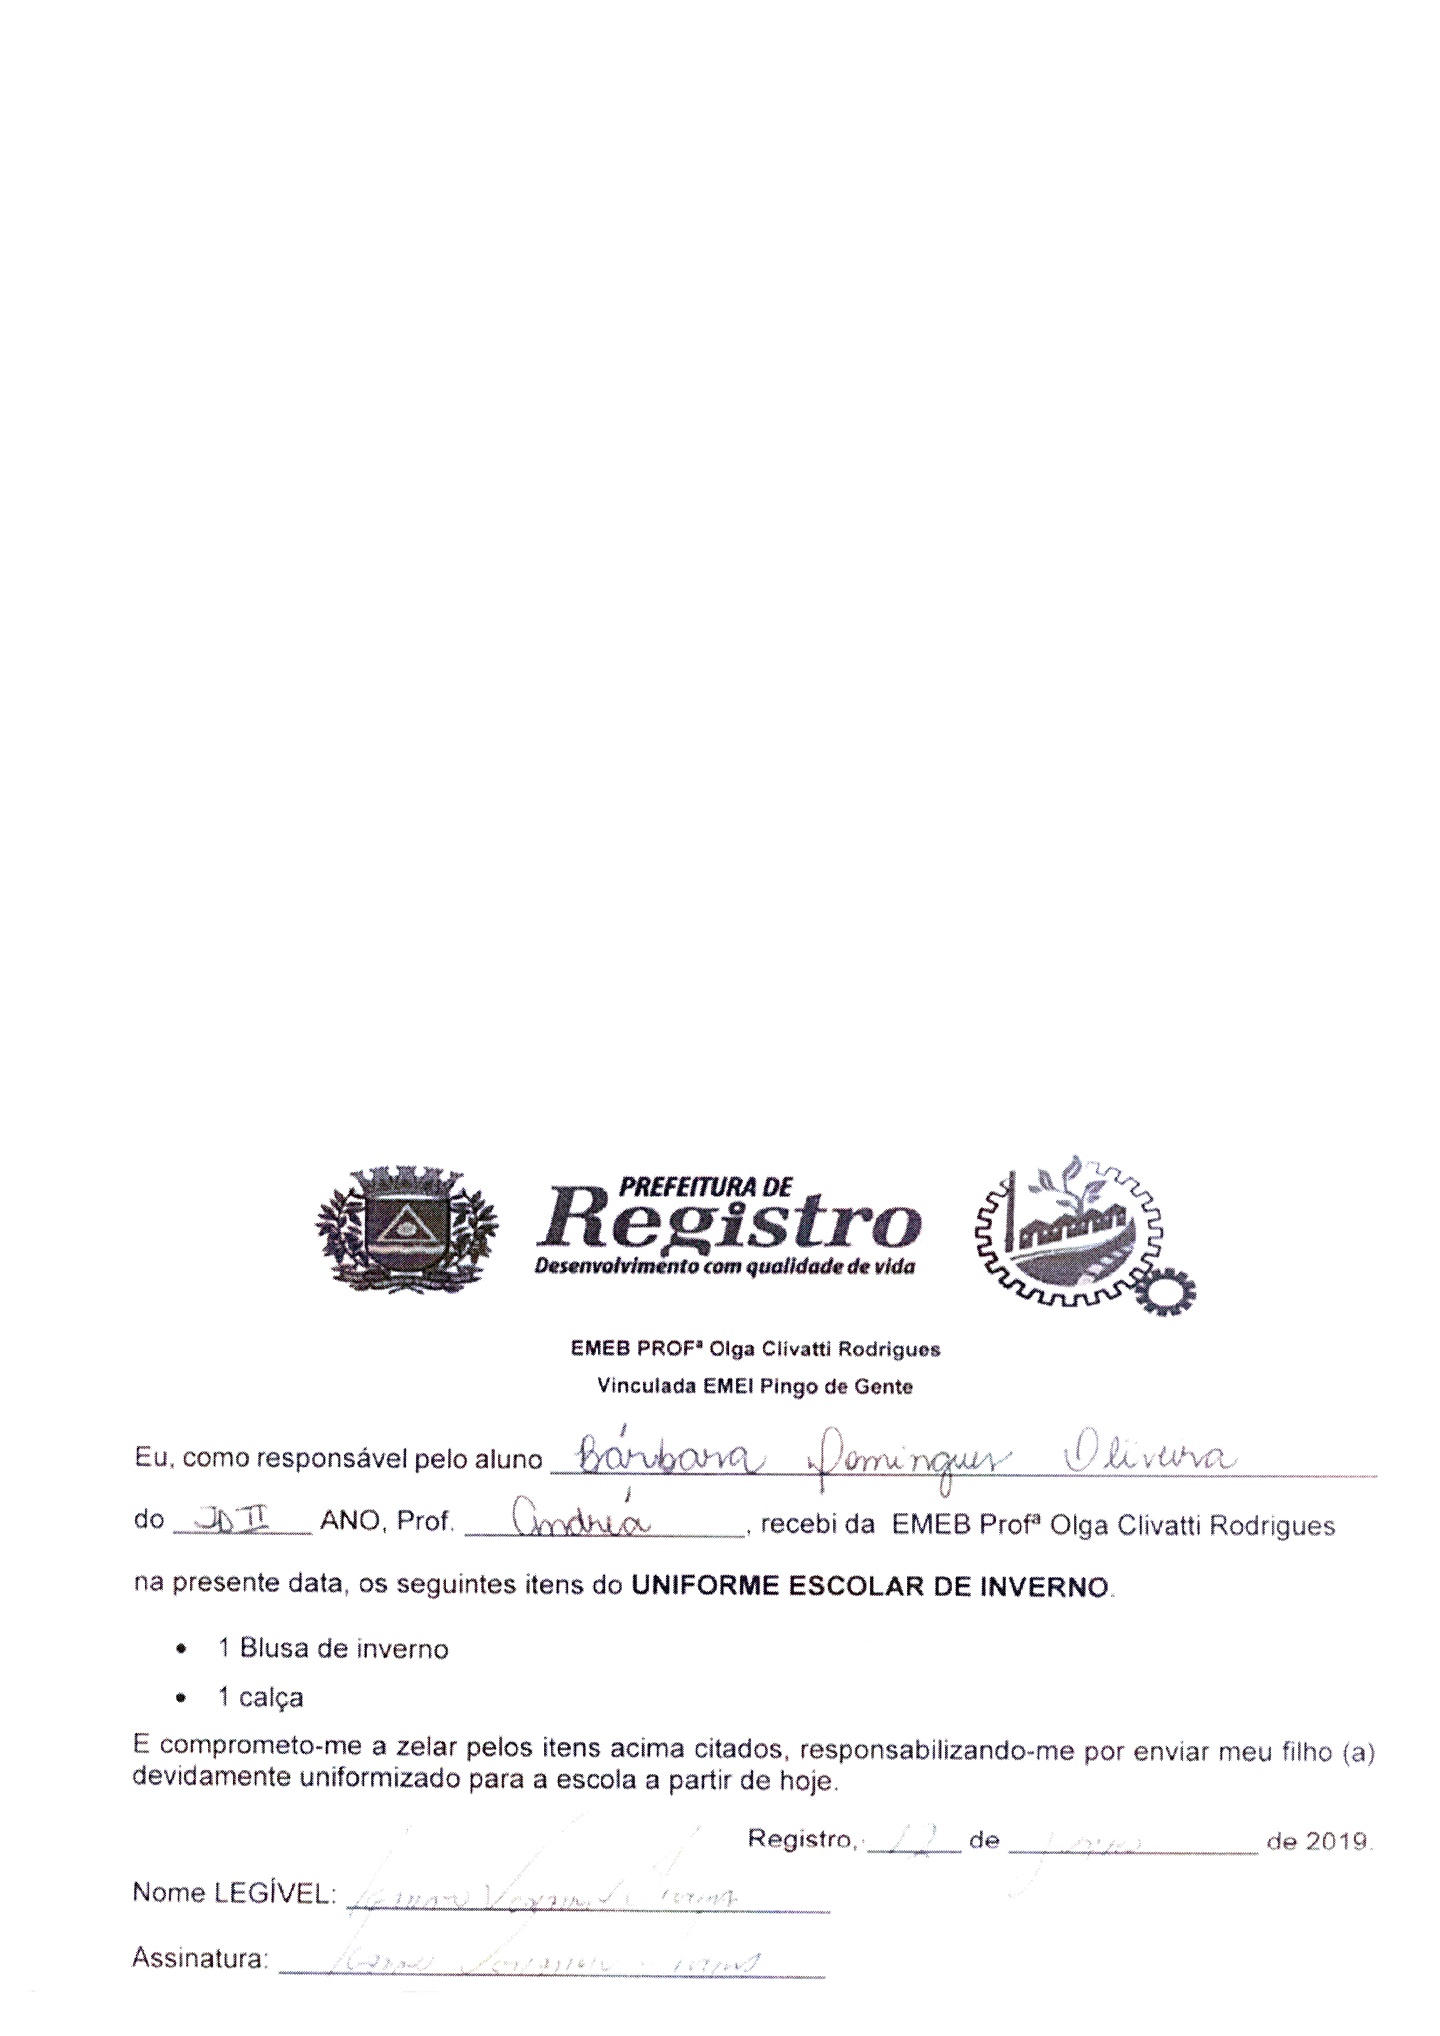 PREFEITURA DE
Registro
Desenvolvimento com qualidade de vida
EMEB PROFª Olga Clivatti Rodrigues
Vinculada EMEI Pingo de Gente
Eu, como responsável pelo aluno Bárbara Domingues Oliveira
do JD II ANO, Prof. Andréa, recebi da EMEB Profª Olga Clivatti Rodrigues
na presente data, os seguintes itens do UNIFORME ESCOLAR DE INVERNO.
• 1 Blusa de inverno
• 1 calça
E comprometo-me a zelar pelos itens acima citados, responsabilizando-me por enviar meu filho (a)
devidamente uniformizado para a escola a partir de hoje.
Registro, 12 de de 2019.
Nome LEGÍVEL:
Assinatura: